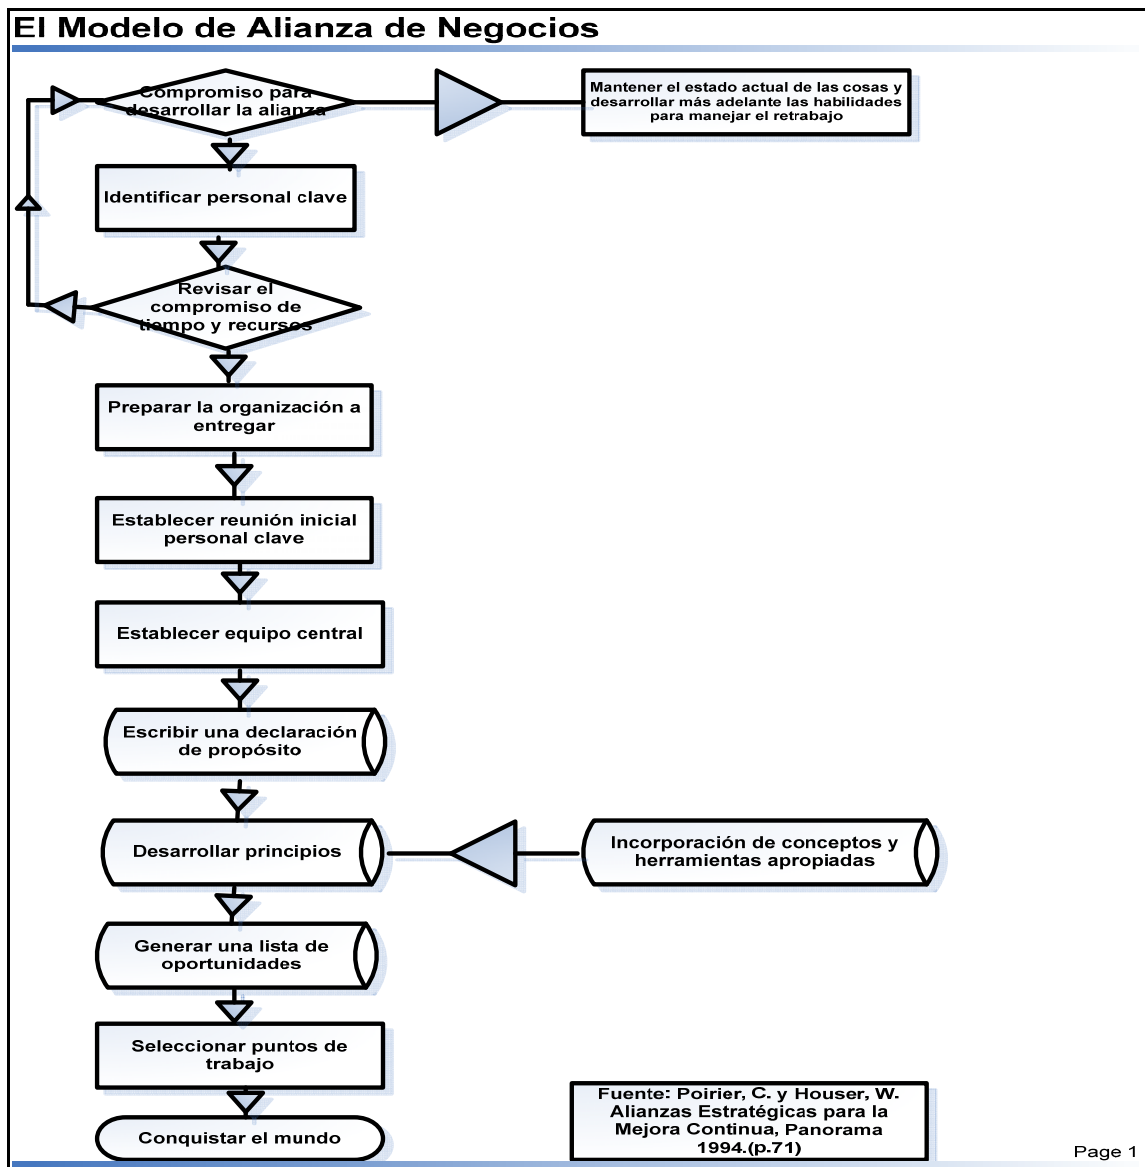 El Modelo de Alianza de Negocios
Compromiso para
desarrollar la alianza
Mantener el estado actual de las cosas y
desarrollar más adelante las habilidades
para manejar el retrabajo
Identificar personal clave
Revisar el
compromiso de
tiempo y recursos
Preparar la organización a
entregar
Establecer reunión inicial
personal clave
Establecer equipo central
Escribir una declaración
de propósito
Desarrollar principios
Incorporación de conceptos y
herramientas apropiadas
Generar una lista de
oportunidades
Seleccionar puntos de
trabajo
Conquistar el mundo
Fuente: Poirier, C. y Houser, W.
Alianzas Estratégicas para la
Mejora Continua, Panorama
1994.(p.71)
Page 1